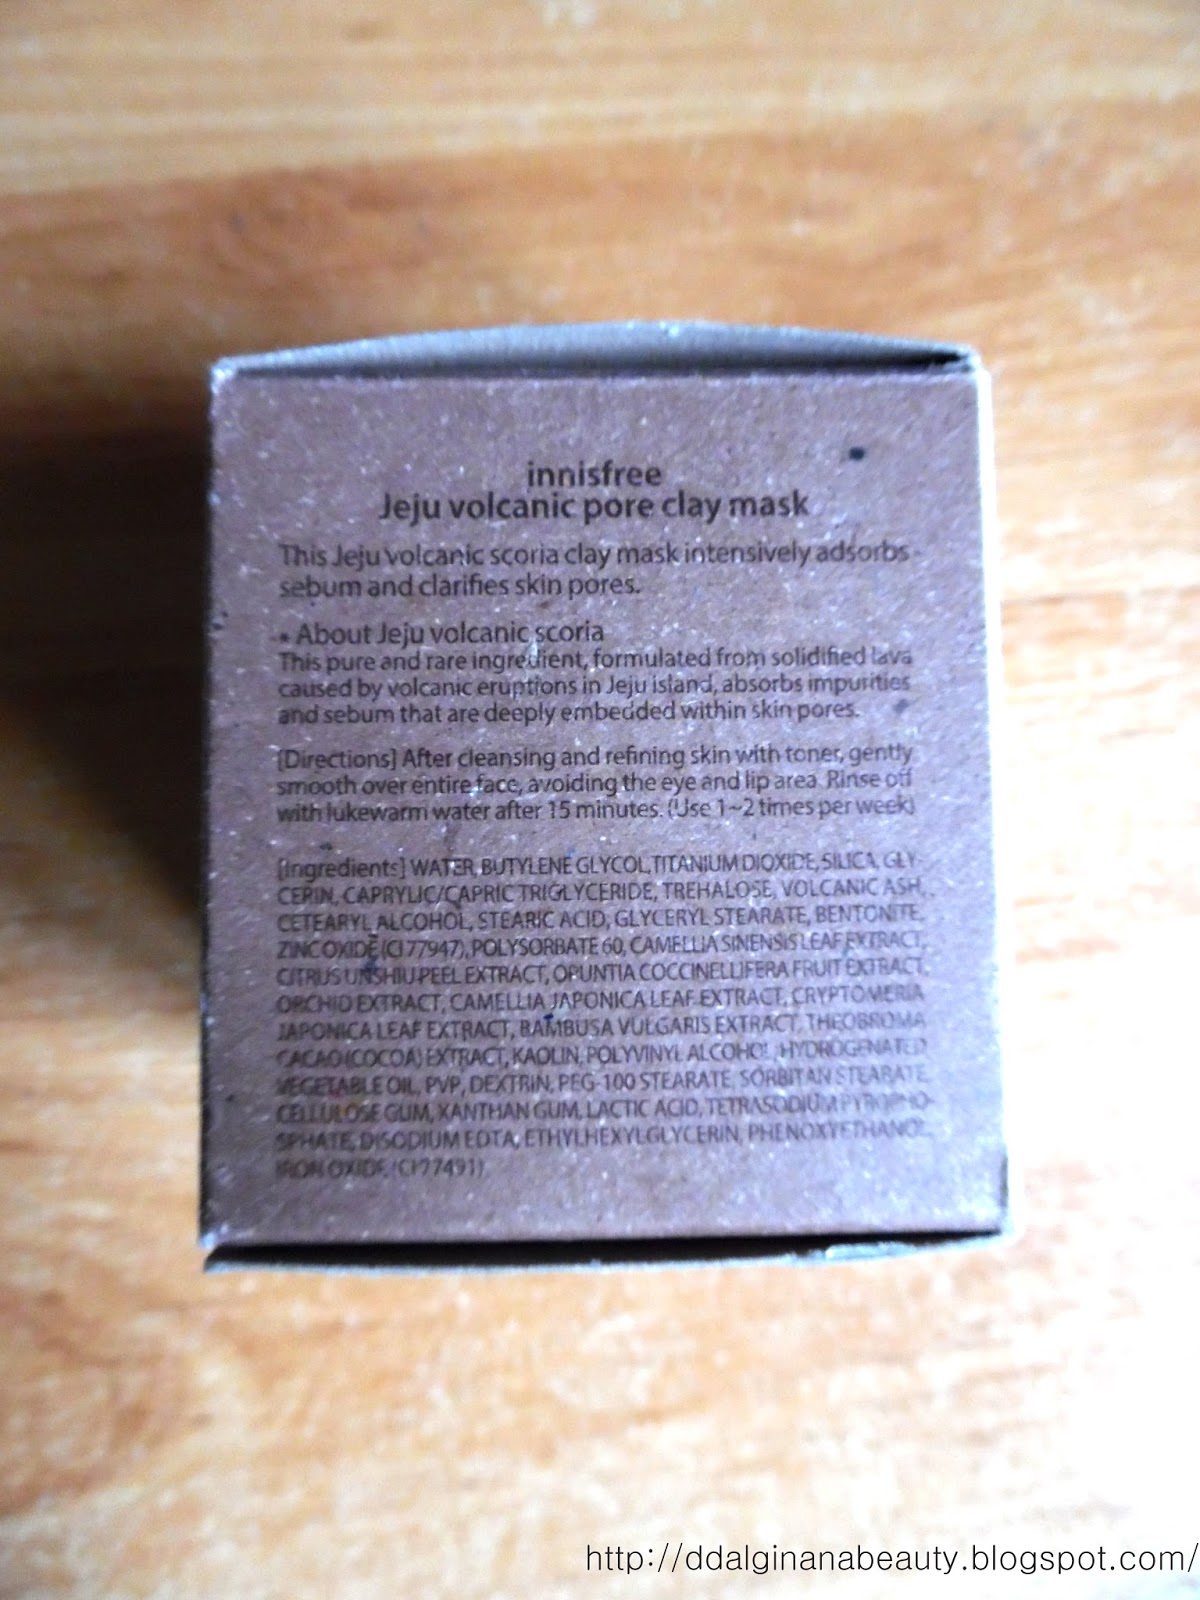 innisfree
Jeju volcanic pore clay mask
This Jeju volcanic scoria clay mask intensively adsorbs
sebum and clarifies skin pores.
• About Jeju volcanic scoria
This pure and rare ingredient, formulated from solidified lava
caused by volcanic eruptions in Jeju island, absorbs impurities
and sebum that are deeply embedded within skin pores.
[Directions] After cleansing and refining skin with toner, gently
smooth over entire face, avoiding the eye and lip area. Rinse off
with lukewarm water after 15 minutes. (Use 1~2 times per week)
[Ingredients] WATER, BUTYLENE GLYCOL, TITANIUM DIOXIDE, SILICA, GLY-
CERIN, CAPRYLIC/CAPRIC TRIGLYCERIDE, TREHALOSE, VOLCANIC ASH,
CETEARYL ALCOHOL, STEARIC ACID, GLYCERYL STEARATE, BENTONITE,
ZINC OXIDE (CI 77947), POLYSORBATE 60, CAMELLIA SINENSIS LEAF EXTRACT,
CITRUS UNSHIU PEEL EXTRACT, OPUNTIA COCCINELLIFERA FRUIT EXTRACT,
ORCHID EXTRACT, CAMELLIA JAPONICA LEAF EXTRACT, CRYPTOMERIA
JAPONICA LEAF EXTRACT, BAMBUSA VULGARIS EXTRACT, THEOBROMA
CACAO (COCOA) EXTRACT, KAOLIN, POLYVINYL ALCOHOL, HYDROGENATED
VEGETABLE OIL, PVP, DEXTRIN, PEG-100 STEARATE, SORBITAN STEARATE,
CELLULOSE GUM, XANTHAN GUM, LACTIC ACID, TETRASODIUM PYROPHO-
SPHATE, DISODIUM EDTA, ETHYLHEXYLGLYCERIN, PHENOXYETHANOL,
IRON OXIDE (CI 77491)
http://ddalginanabeauty.blogspot.com/